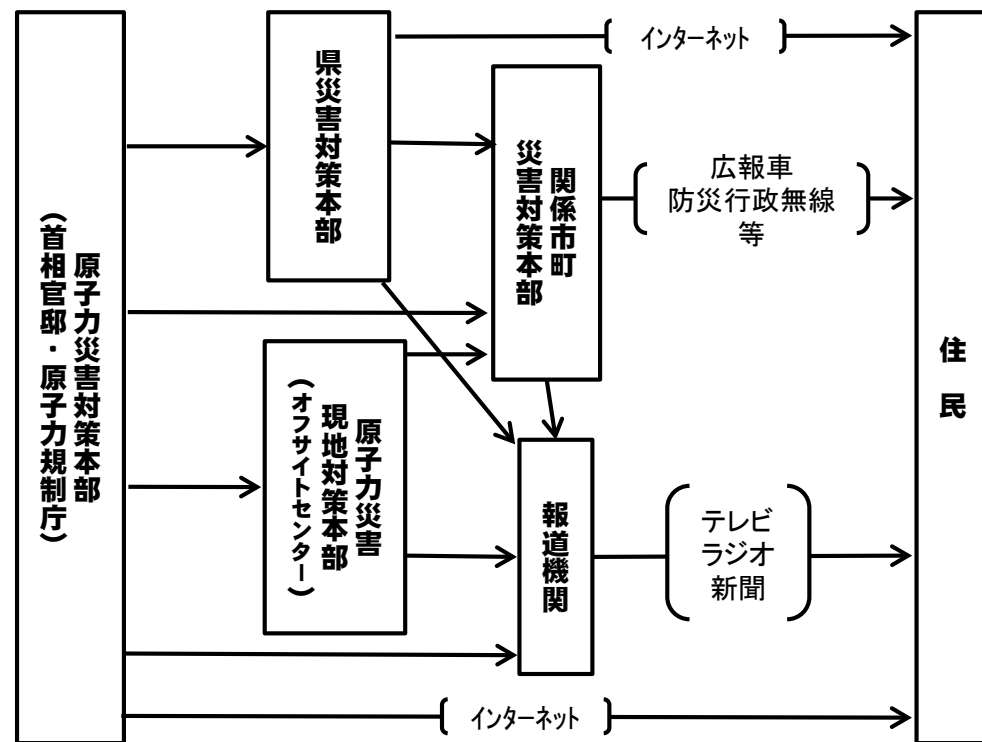 原子力災害対策本部
(首相官邸・原子力規制庁)
県災害対策本部
インターネット
関係市町
災害対策本部
広報車
防災行政無線
等
原子力災害
現地対策本部
(オフサイトセンター)
報道機関
テレビ
ラジオ
新聞
インターネット
住民